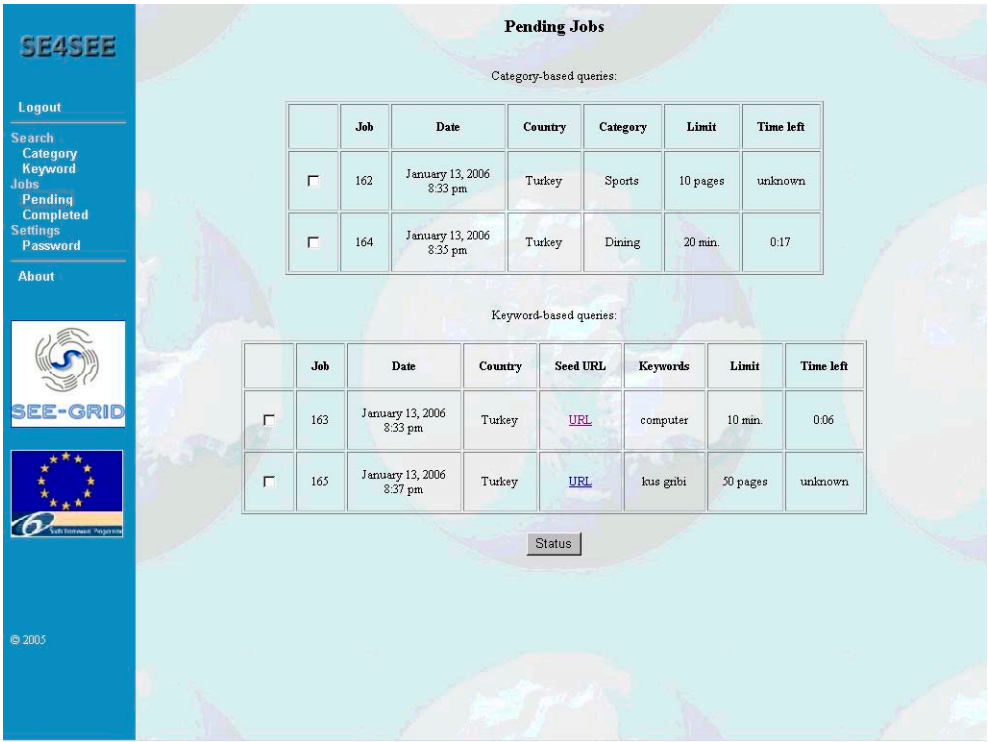 SE4SEE
Logout
Search
Category
Keyword
Jobs
Pending
Completed
Settings
Password
About
SEE-GRID
© 2005
Pending Jobs
Category-based queries:
Job Date Country Category Limit Time left
162 January 13, 2006 8:33 pm Turkey Sports 10 pages unknown
164 January 13, 2006 8:35 pm Turkey Dining 20 min. 0:17
Keyword-based queries:
Job Date Country Seed URL Keywords Limit Time left
163 January 13, 2006 8:33 pm Turkey URL computer 10 min. 0:06
165 January 13, 2006 8:37 pm Turkey URL kus gribi 50 pages unknown
Status